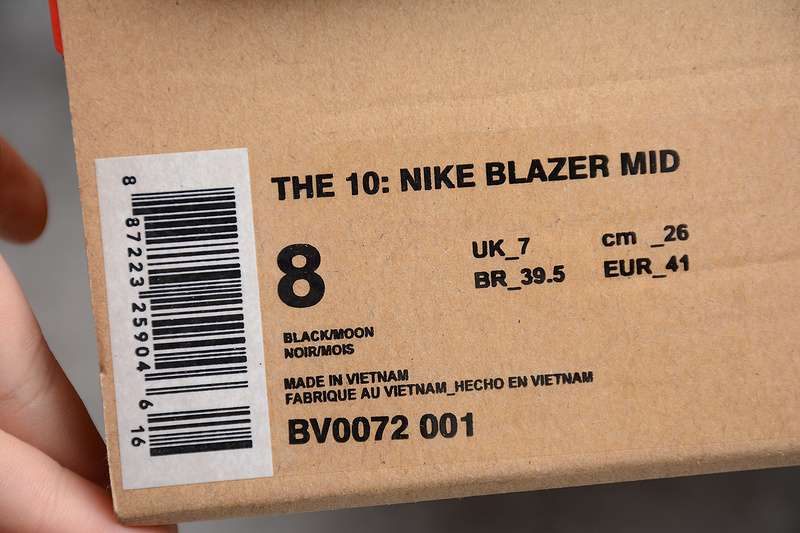 THE 10: NIKE BLAZER MID
8
UK_7
cm _26
BR_39.5
EUR_41
BLACK/MOON
NOIR/MOIS
MADE IN VIETNAM
FABRIQUE AU VIETNAM_HECHO EN VIETNAM
BV0072 001
8 87223 25904 6 16